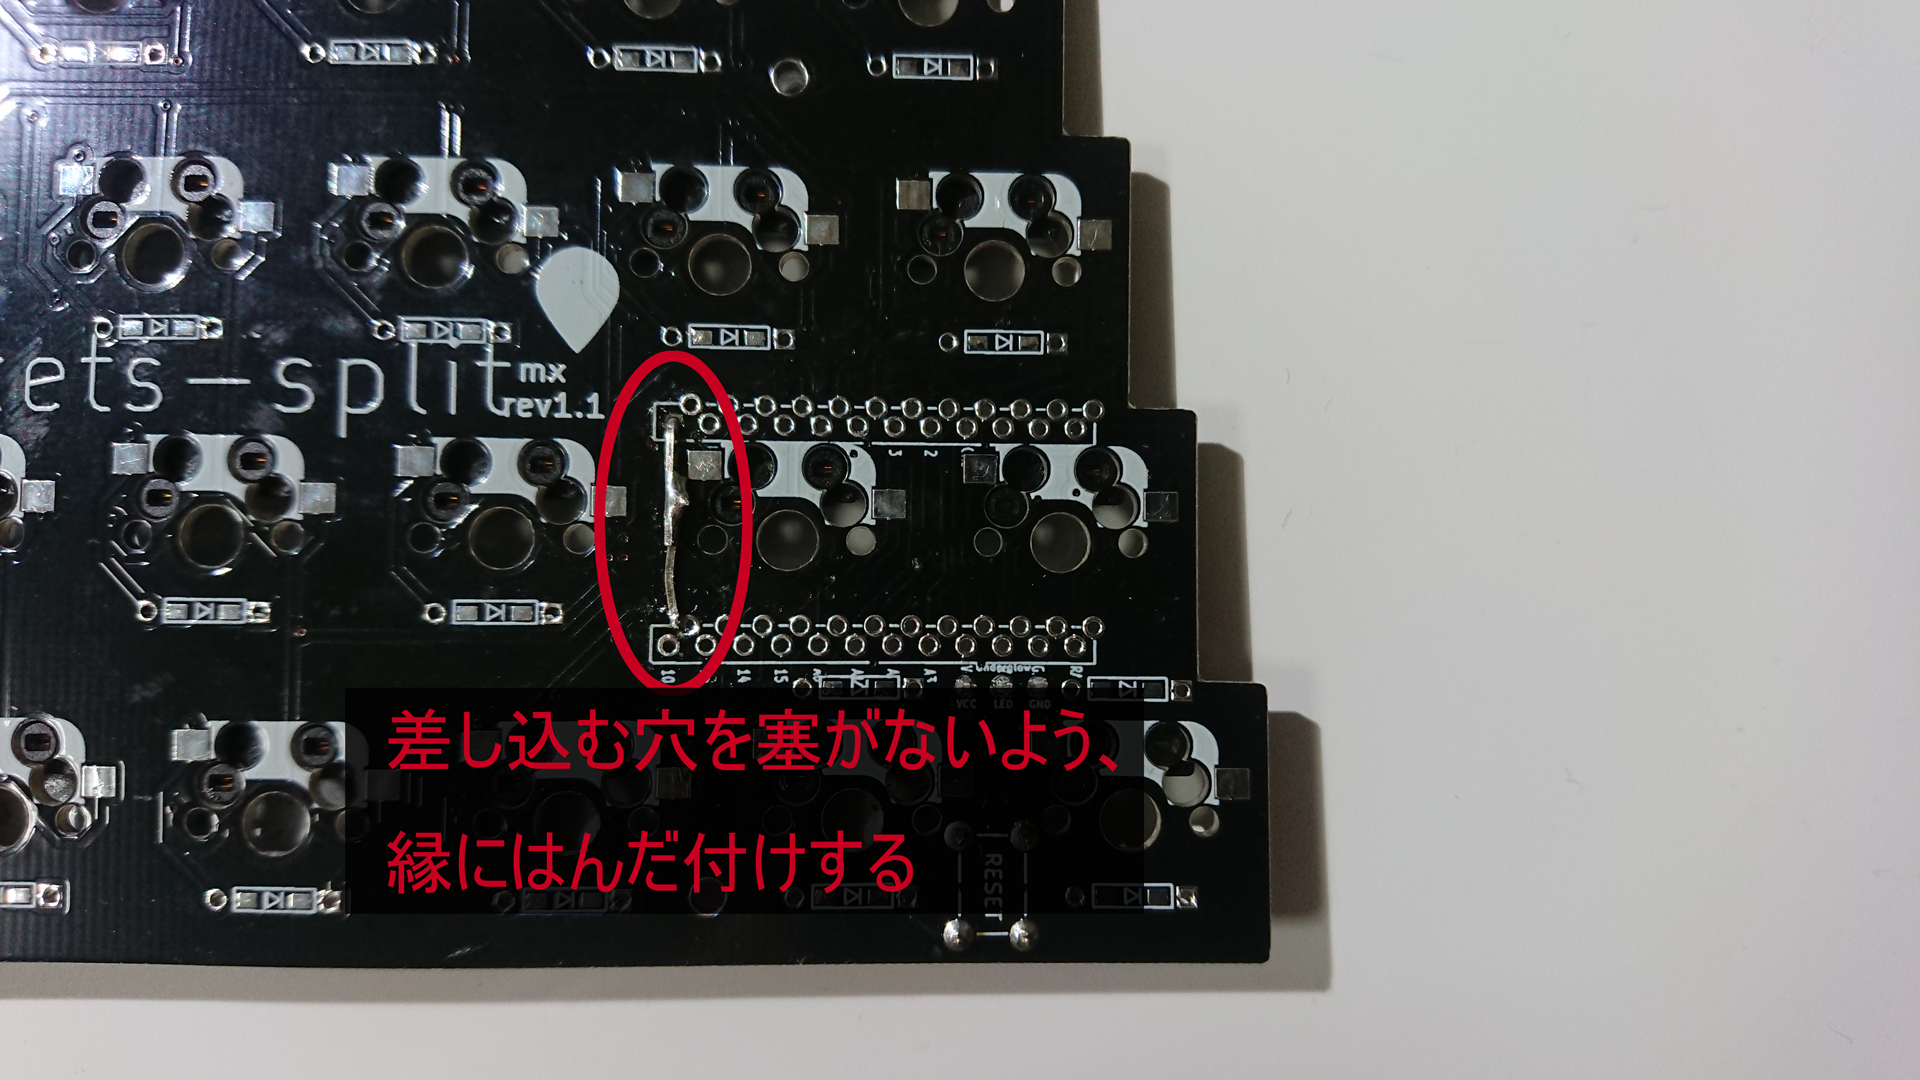 ets-split
mx
rev1.1
3 2
10 14 15
VCC LED GND
差し込む穴を塞がないよう、
縁にはんだ付けする
RESET